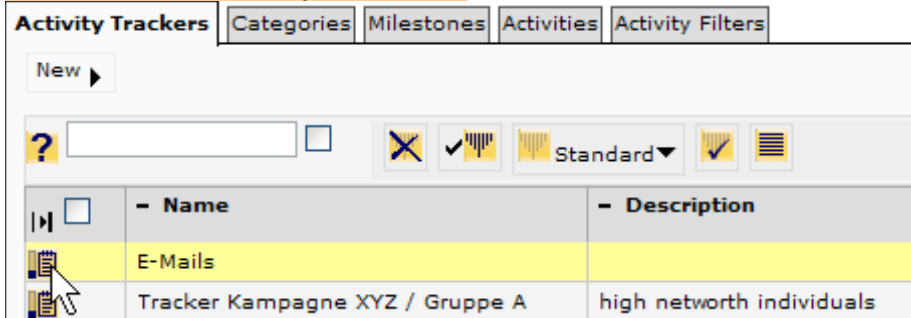 Activity Trackers Categories Milestones Activities Activity Filters
New
? Standard
– Name – Description
E-Mails
Tracker Kampagne XYZ / Gruppe A high networth individuals